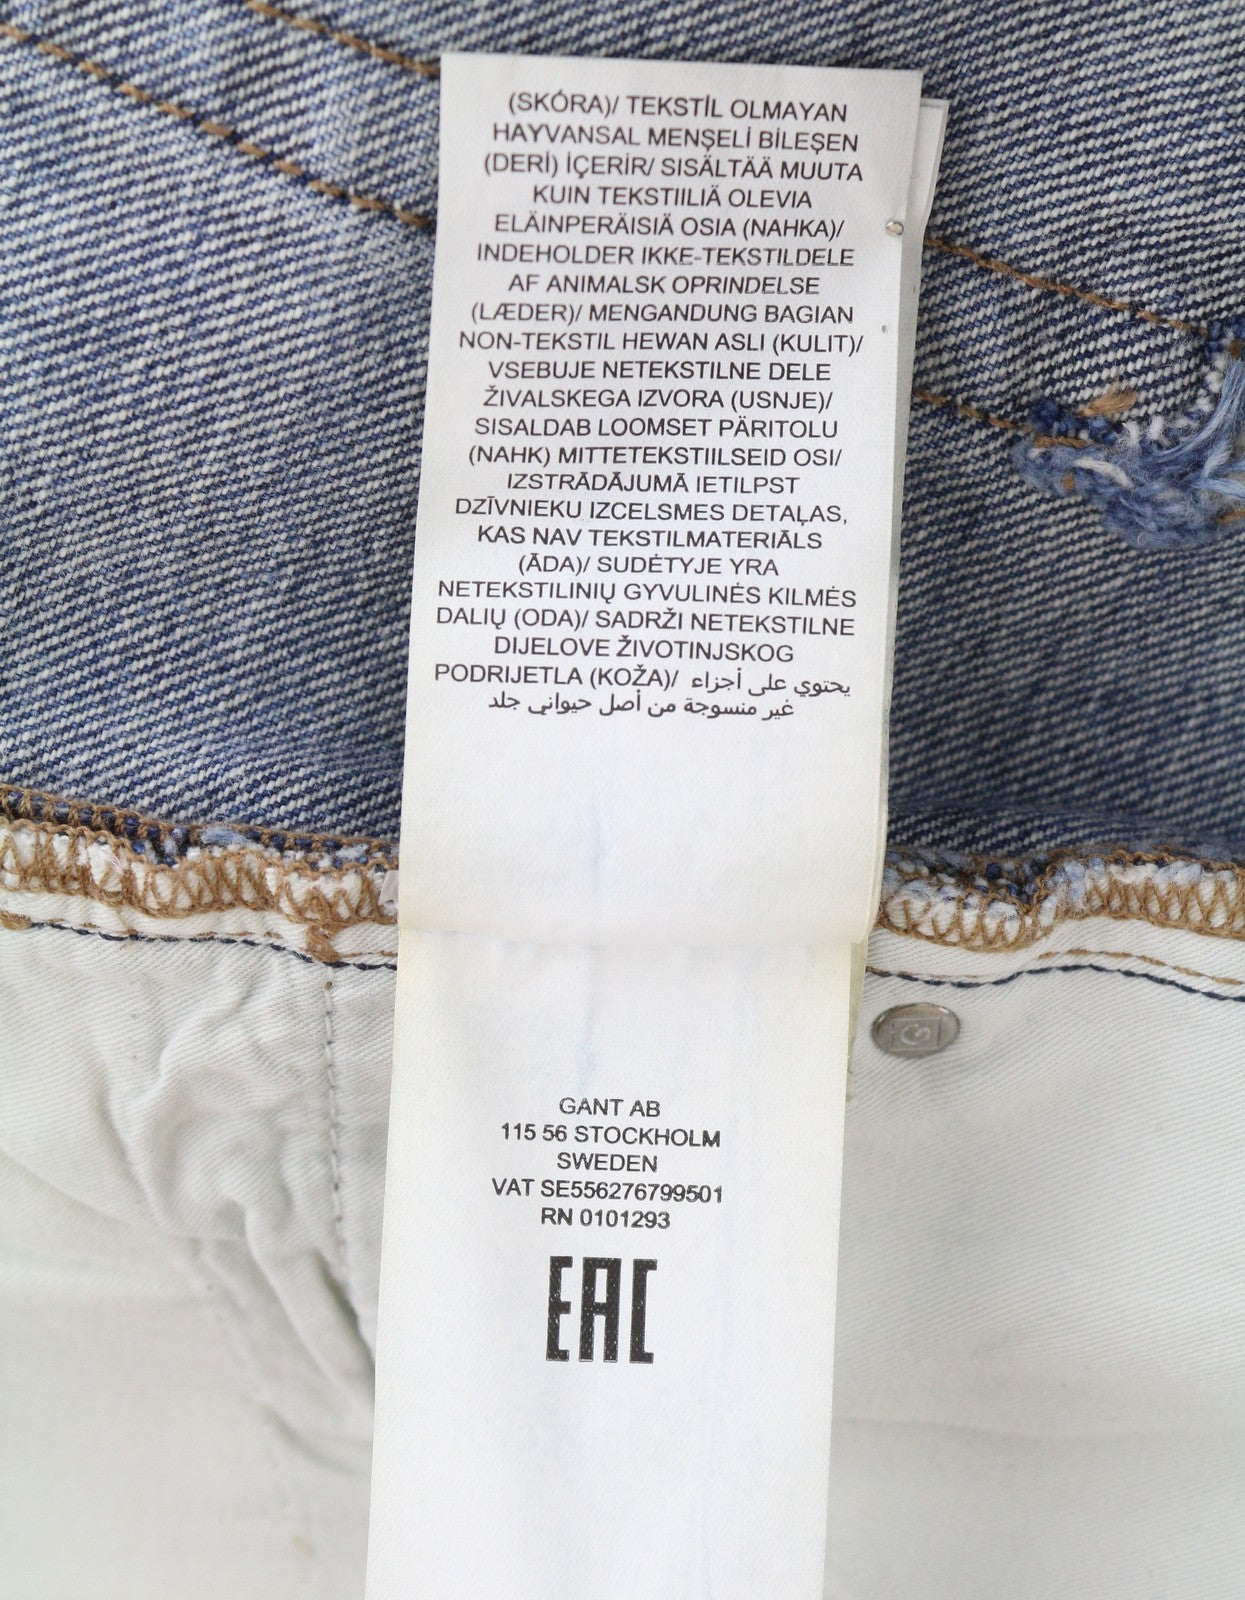 (SKÓRA)/ TEKSTİL OLMAYAN
HAYVANSAL MENŞELİ BİLEŞEN
(DERİ) İÇERİR/ SISÄLTÄÄ MUUTA
KUIN TEKSTIILIÄ OLEVIA
ELÄINPERÄISIÄ OSIA (NAHKA)/
INDEHOLDER IKKE-TEKSTILDELE
AF ANIMALSK OPRINDELSE
(LÆDER)/ MENGANDUNG BAGIAN
NON-TEKSTIL HEWAN ASLI (KULIT)/
VSEBUJE NETEKSTILNE DELE
ŽIVALSKEGA IZVORA (USNJE)/
SISALDAB LOOMSET PÄRITOLU
(NAHK) MITTETEKSTIILSEID OSI/
IZSTRĀDĀJUMĀ IETILPST
DZĪVNIEKU IZCELSMES DETAĻAS,
KAS NAV TEKSTILMATERIĀLS
(ĀDA)/ SUDĖTYJE YRA
NETEKSTILINIŲ GYVULINĖS KILMĖS
DALIŲ (ODA)/ SADRŽI NETEKSTILNE
DIJELOVE ŽIVOTINJSKOG
PODRIJETLA (KOŽA)/ يحتوي على أجزاء
غير منسوجة من أصل حيواني جلد
G
GANT AB
115 56 STOCKHOLM
SWEDEN
VAT SE556276799501
RN 0101293
EAC